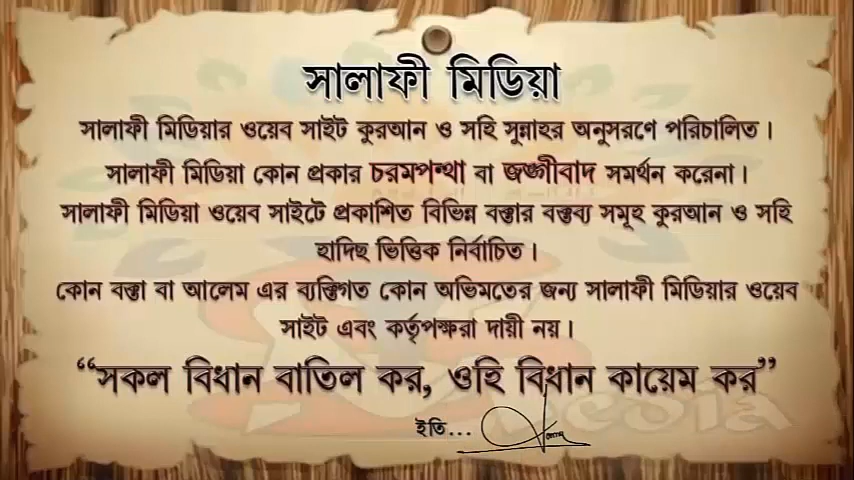 সালাফী মিডিয়া
সালাফী মিডিয়ার ওয়েব সাইট কুরআন ও সহি সুন্নাহর অনুসরণে পরিচালিত।
সালাফী মিডিয়া কোন প্রকার চরমপন্থা বা জঙ্গীবাদ সমর্থন করেনা।
সালাফী মিডিয়া ওয়েব সাইটে প্রকাশিত বিভিন্ন বক্তার বক্তব্য সমূহ কুরআন ও সহি
হাদিছ ভিত্তিক নির্বাচিত।
কোন বক্তা বা আলেম এর ব্যক্তিগত কোন অভিমতের জন্য সালাফী মিডিয়ার ওয়েব
সাইট এবং কর্তৃপক্ষরা দায়ী নয়।
“সকল বিধান বাতিল কর, ওহি বিধান কায়েম কর”
ইতি...